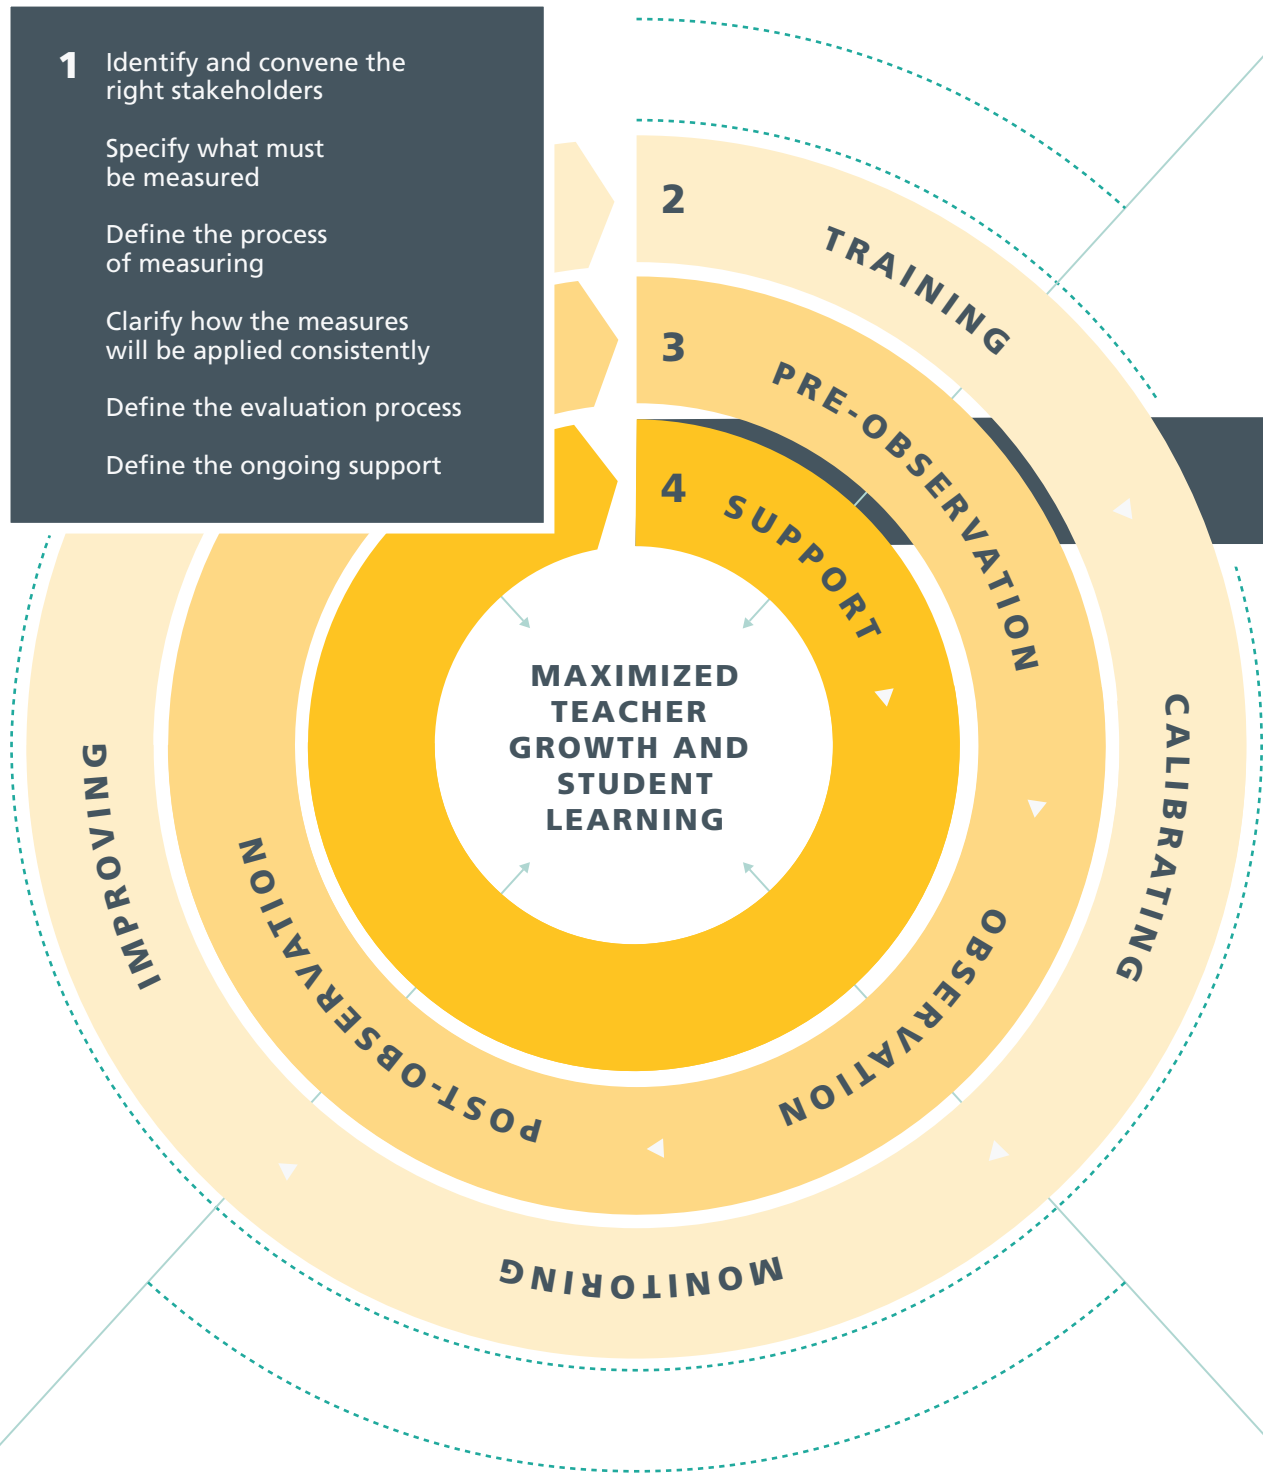 1 Identify and convene the
right stakeholders
Specify what must
be measured
Define the process
of measuring
Clarify how the measures
will be applied consistently
Define the evaluation process
Define the ongoing support
2 TRAINING
CALIBRATING
MONITORING
IMPROVING
3 PRE-OBSERVATION
OBSERVATION
POST-OBSERVATION
4 SUPPORT
MAXIMIZED
TEACHER
GROWTH AND
STUDENT
LEARNING